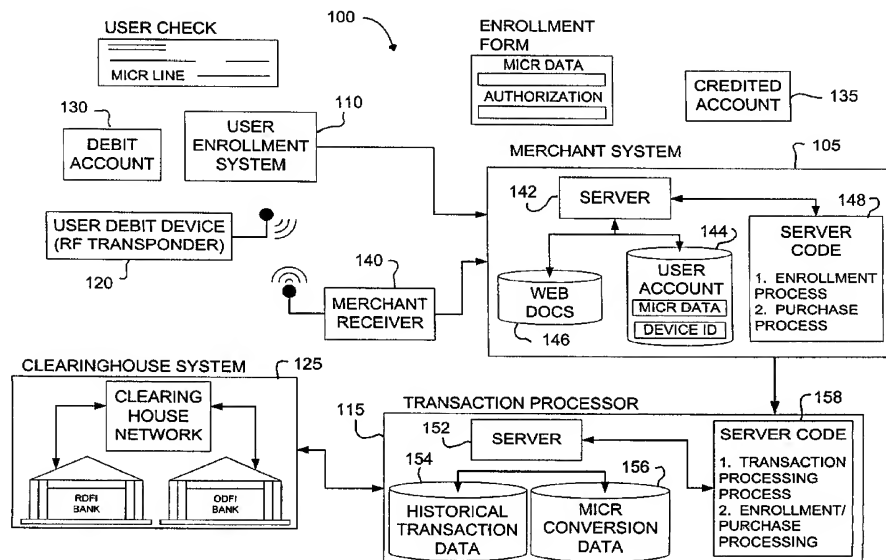 USER CHECK
MICR LINE
100
ENROLLMENT
FORM
MICR DATA
AUTHORIZATION
CREDITED
ACCOUNT
135
130
DEBIT
ACCOUNT
USER
ENROLLMENT
SYSTEM
110
MERCHANT SYSTEM
105
142
SERVER
148
SERVER
CODE
1. ENROLLMENT
PROCESS
2. PURCHASE
PROCESS
144
USER
ACCOUNT
MICR DATA
DEVICE ID
WEB
DOCS
146
USER DEBIT DEVICE
(RF TRANSPONDER)
120
140
MERCHANT
RECEIVER
CLEARINGHOUSE SYSTEM
125
CLEARING
HOUSE
NETWORK
RDFI
BANK
ODFI
BANK
TRANSACTION PROCESSOR
115
152
SERVER
158
SERVER CODE
1. TRANSACTION
PROCESSING
PROCESS
2. ENROLLMENT/
PURCHASE
PROCESSING
154
HISTORICAL
TRANSACTION
DATA
156
MICR
CONVERSION
DATA